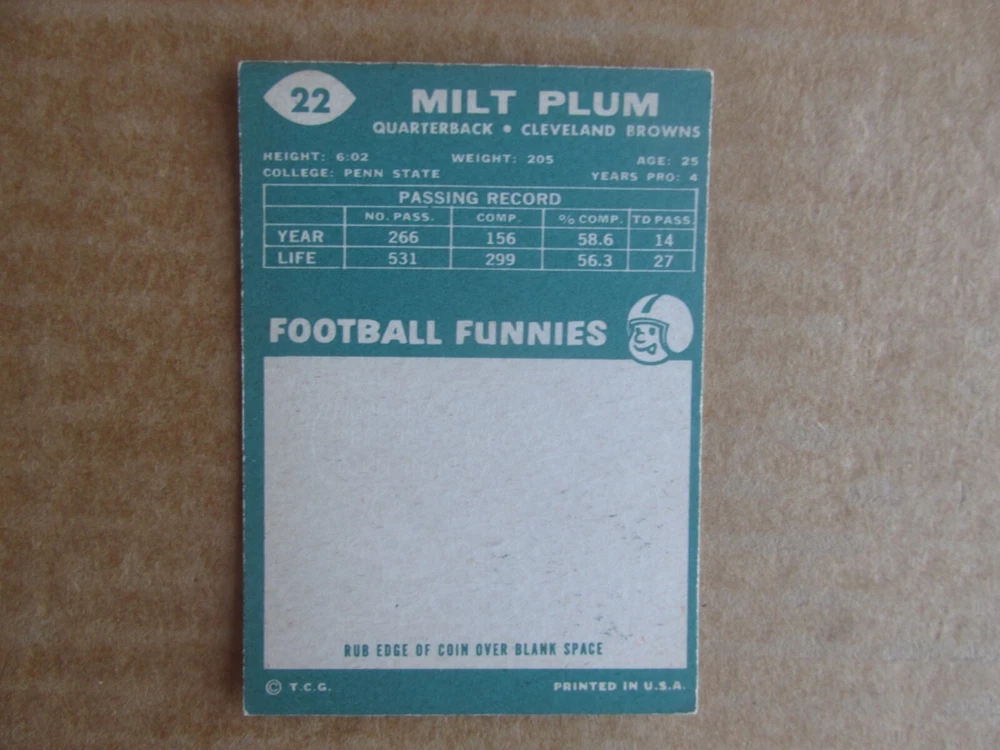 22
MILT PLUM
QUARTERBACK • CLEVELAND BROWNS
HEIGHT: 6:02 WEIGHT: 205 AGE: 25
COLLEGE: PENN STATE YEARS PRO: 4
PASSING RECORD
NO. PASS. COMP. % COMP. TD PASS.
YEAR 266 156 58.6 14
LIFE 531 299 56.3 27
FOOTBALL FUNNIES
RUB EDGE OF COIN OVER BLANK SPACE
© T.C.G. PRINTED IN U.S.A.